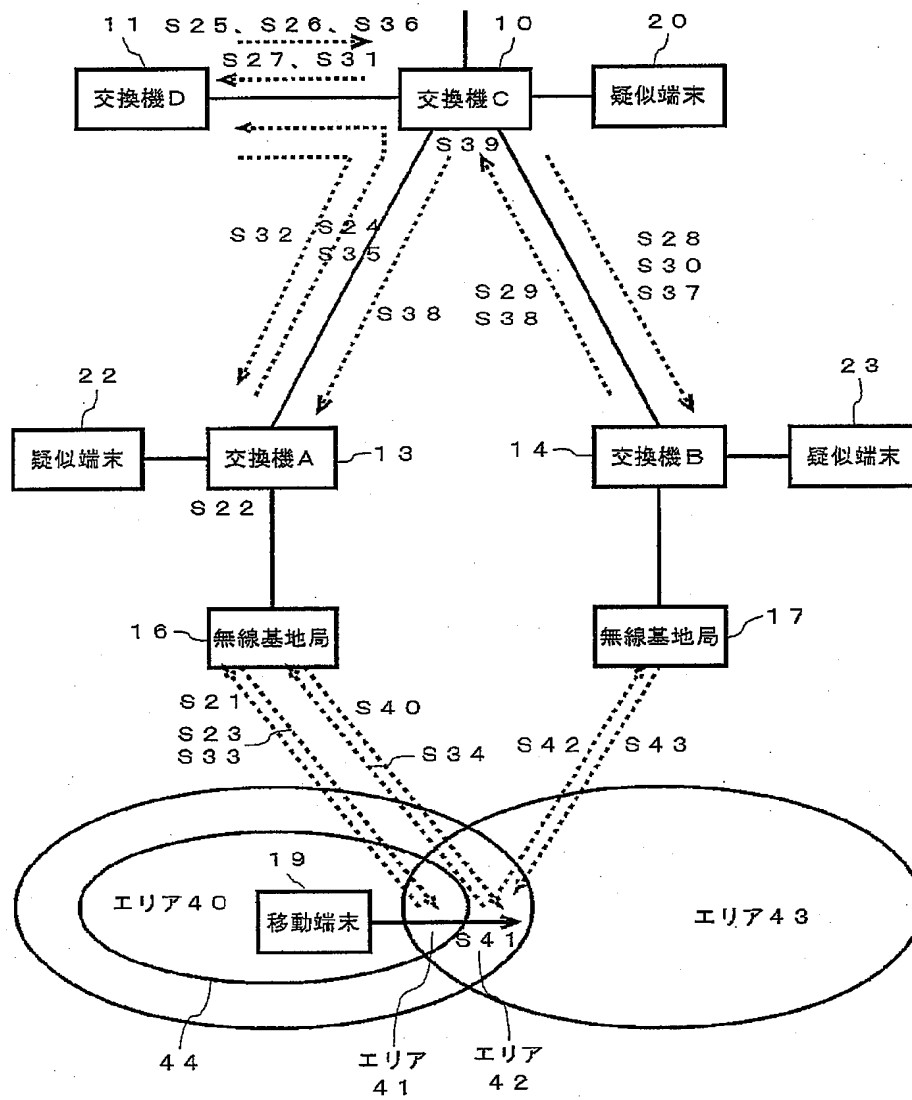 11
S25、S26、S36
10
20
S27、S31
交換機D
交換機C
疑似端末
S39
S32
S24
S35
S28
S30
S37
S29
S38
S38
22
23
疑似端末
交換機A
13
14
交換機B
疑似端末
S22
16
無線基地局
無線基地局
17
S21
S40
S23
S33
S34
S42
S43
19
エリア40
移動端末
エリア43
S41
44
エリア
41
エリア
42